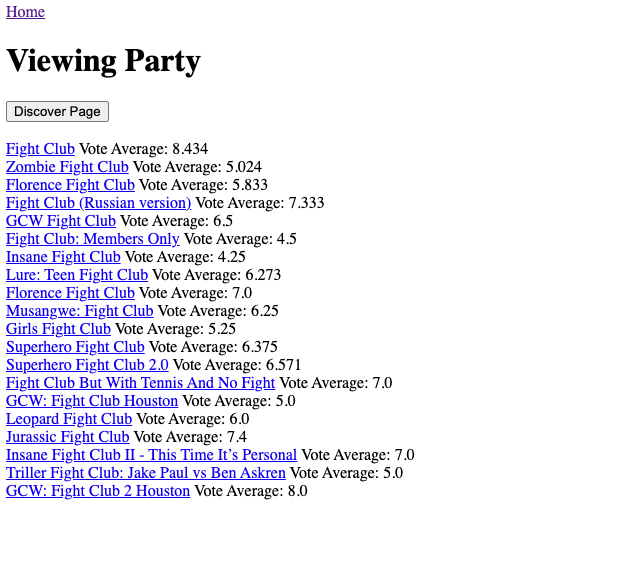 Home
Viewing Party
Discover Page
Fight Club Vote Average: 8.434
Zombie Fight Club Vote Average: 5.024
Florence Fight Club Vote Average: 5.833
Fight Club (Russian version) Vote Average: 7.333
GCW Fight Club Vote Average: 6.5
Fight Club: Members Only Vote Average: 4.5
Insane Fight Club Vote Average: 4.25
Lure: Teen Fight Club Vote Average: 6.273
Florence Fight Club Vote Average: 7.0
Musangwe: Fight Club Vote Average: 6.25
Girls Fight Club Vote Average: 5.25
Superhero Fight Club Vote Average: 6.375
Superhero Fight Club 2.0 Vote Average: 6.571
Fight Club But With Tennis And No Fight Vote Average: 7.0
GCW: Fight Club Houston Vote Average: 5.0
Leopard Fight Club Vote Average: 6.0
Jurassic Fight Club Vote Average: 7.4
Insane Fight Club II - This Time It’s Personal Vote Average: 7.0
Triller Fight Club: Jake Paul vs Ben Askren Vote Average: 5.0
GCW: Fight Club 2 Houston Vote Average: 8.0